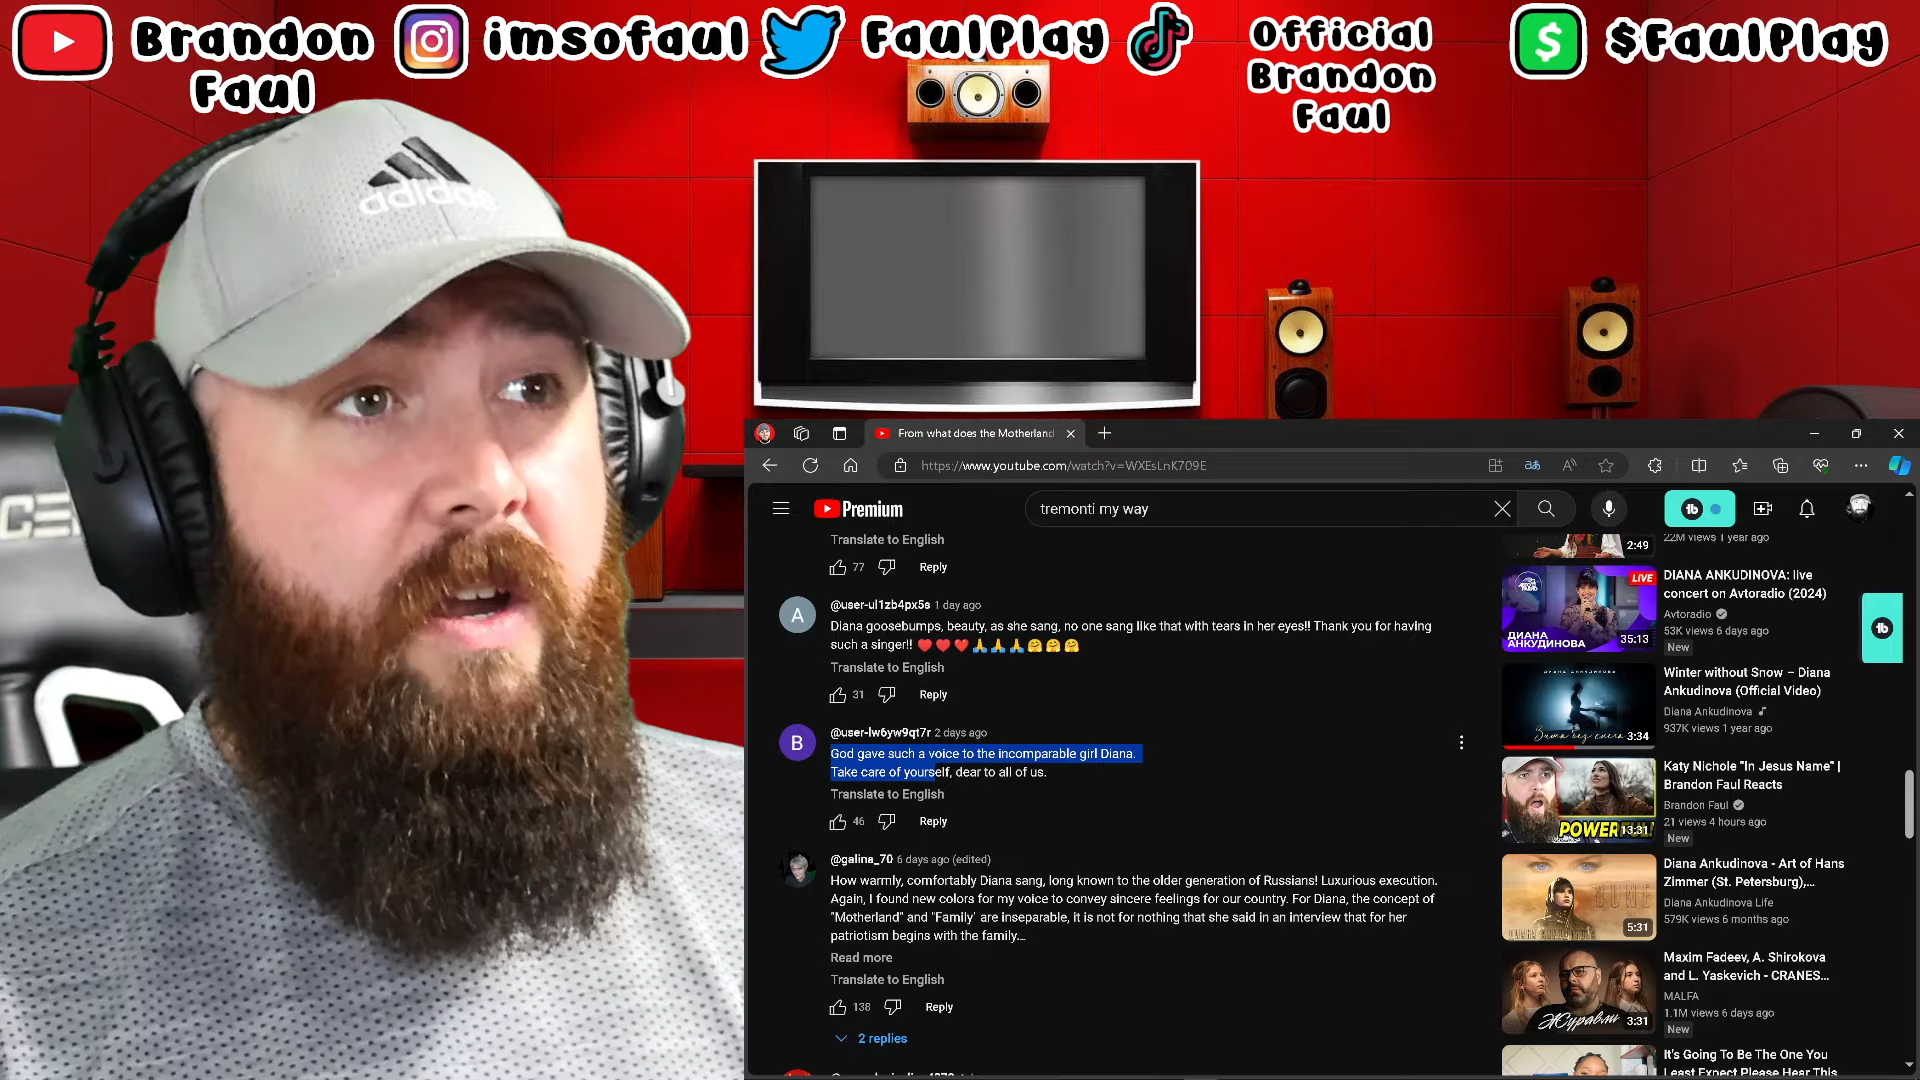 Brandon
Faul
imsofaul
FaulPlay
Official
Brandon
Faul
$FaulPlay
adidas
From what does the Motherland
https://www.youtube.com/watch?v=WXEsLnK709E
Premium
tremonti my way
Translate to English
77
Reply
A
@user-ul1zb4px5s 1 day ago
Diana goosebumps, beauty, as she sang, no one sang like that with tears in her eyes!! Thank you for having
such a singer!! ❤️❤️❤️🙏🙏🙏🤗🤗🤗
Translate to English
31
Reply
B
@user-lw6yw9qt7r 2 days ago
God gave such a voice to the incomparable girl Diana.
Take care of yourself, dear to all of us.
Translate to English
46
Reply
@galina_70 6 days ago (edited)
How warmly, comfortably Diana sang, long known to the older generation of Russians! Luxurious execution.
Again, I found new colors for my voice to convey sincere feelings for our country. For Diana, the concept of
"Motherland" and "Family' are inseparable, it is not for nothing that she said in an interview that for her
patriotism begins with the family...
Read more
Translate to English
138
Reply
2 replies
2:49
22M views 1 year ago
LIVE
ДИАНА
АНКУДИНОВА
35:13
DIANA ANKUDINOVA: live
concert on Avtoradio (2024)
Avtoradio
53K views 6 days ago
New
Зима без снега
3:34
Winter without Snow – Diana
Ankudinova (Official Video)
Diana Ankudinova
937K views 1 year ago
POWERFUL!
13:31
Katy Nichole "In Jesus Name" |
Brandon Faul Reacts
Brandon Faul
21 views 4 hours ago
New
DUNE
5:31
Diana Ankudinova - Art of Hans
Zimmer (St. Petersburg),...
Diana Ankudinova Life
579K views 6 months ago
Журавли
3:31
Maxim Fadeev, A. Shirokova
and L. Yaskevich - CRANES...
MALFA
1.1M views 6 days ago
New
It's Going To Be The One You
Least Expect Please Hear This